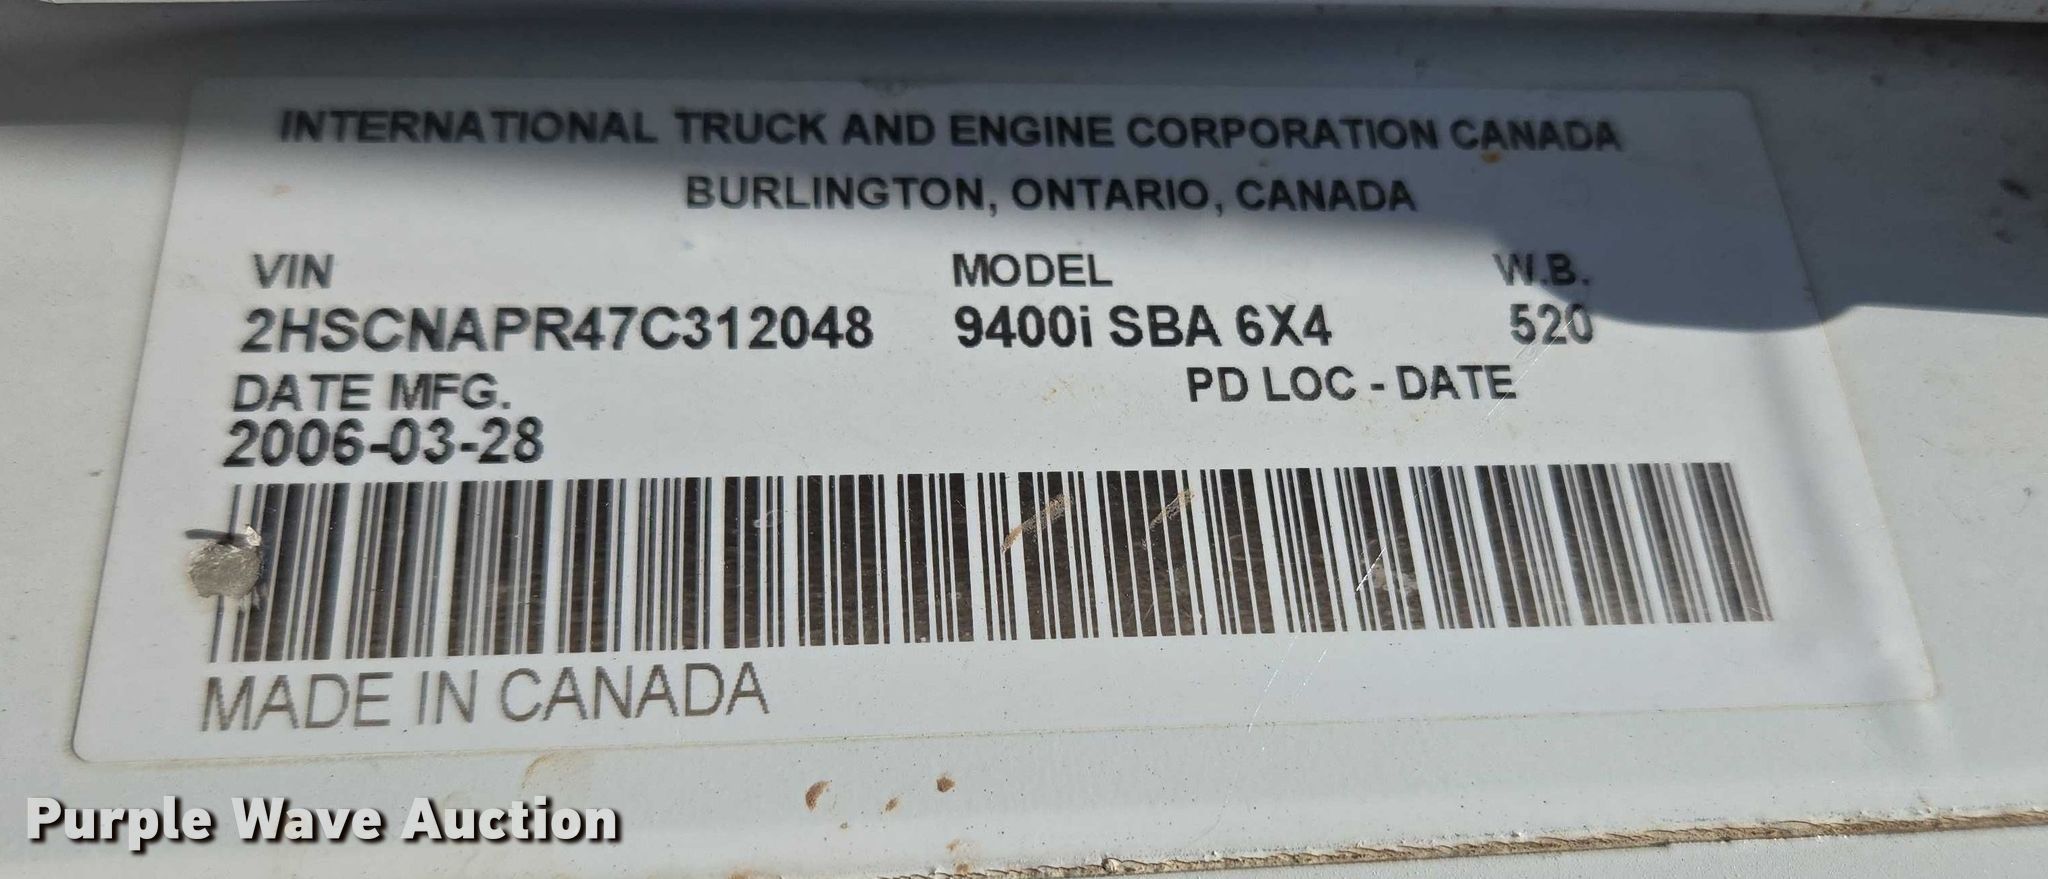 INTERNATIONAL TRUCK AND ENGINE CORPORATION CANADA
BURLINGTON, ONTARIO, CANADA
VIN MODEL W.B.
2HSCNAPR47C312048 9400i SBA 6X4 520
DATE MFG. PD LOC - DATE
2006-03-28
MADE IN CANADA
Purple Wave Auction